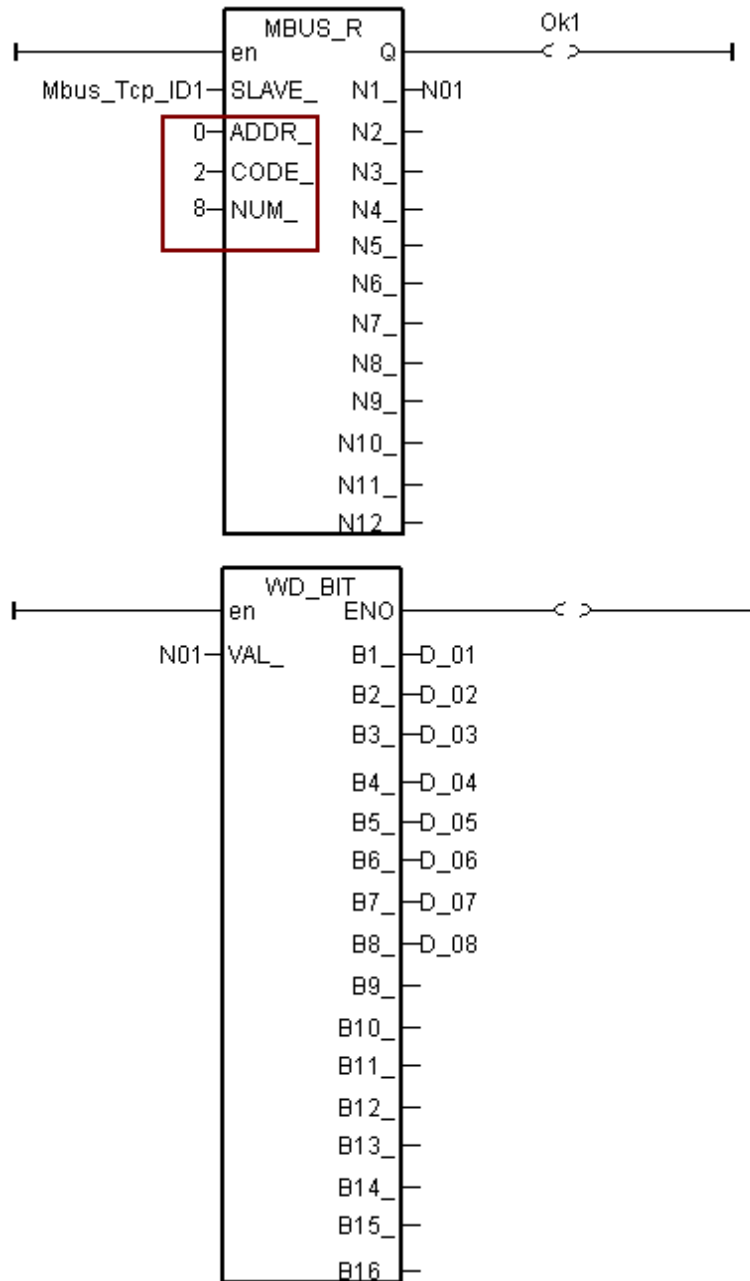 MBUS_R Ok1
en Q
Mbus_Tcp_ID1 SLAVE_ N1_ N01
0 ADDR_ N2_
2 CODE_ N3_
8 NUM_ N4_
N5_
N6_
N7_
N8_
N9_
N10_
N11_
N12
WD_BIT
en ENO
N01 VAL_ B1_ D_01
B2_ D_02
B3_ D_03
B4_ D_04
B5_ D_05
B6_ D_06
B7_ D_07
B8_ D_08
B9_
B10_
B11_
B12_
B13_
B14_
B15_
B16